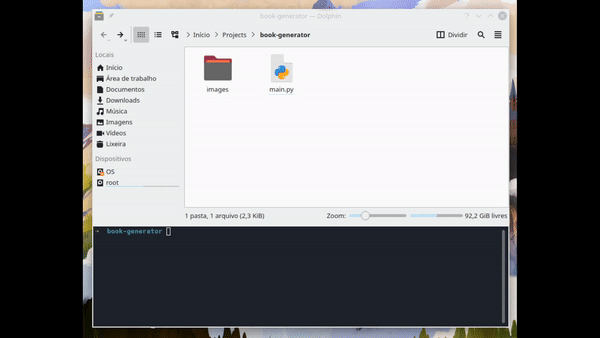 book-generator — Dolphin
Início > Projects > book-generator
Dividir
Locais
Início
Área de trabalho
Documentos
Downloads
Música
Imagens
Vídeos
Lixeira
Dispositivos
OS
root
images
main.py
1 pasta, 1 arquivo (2,3 KiB)
Zoom:
92,2 GiB livres
→ book-generator